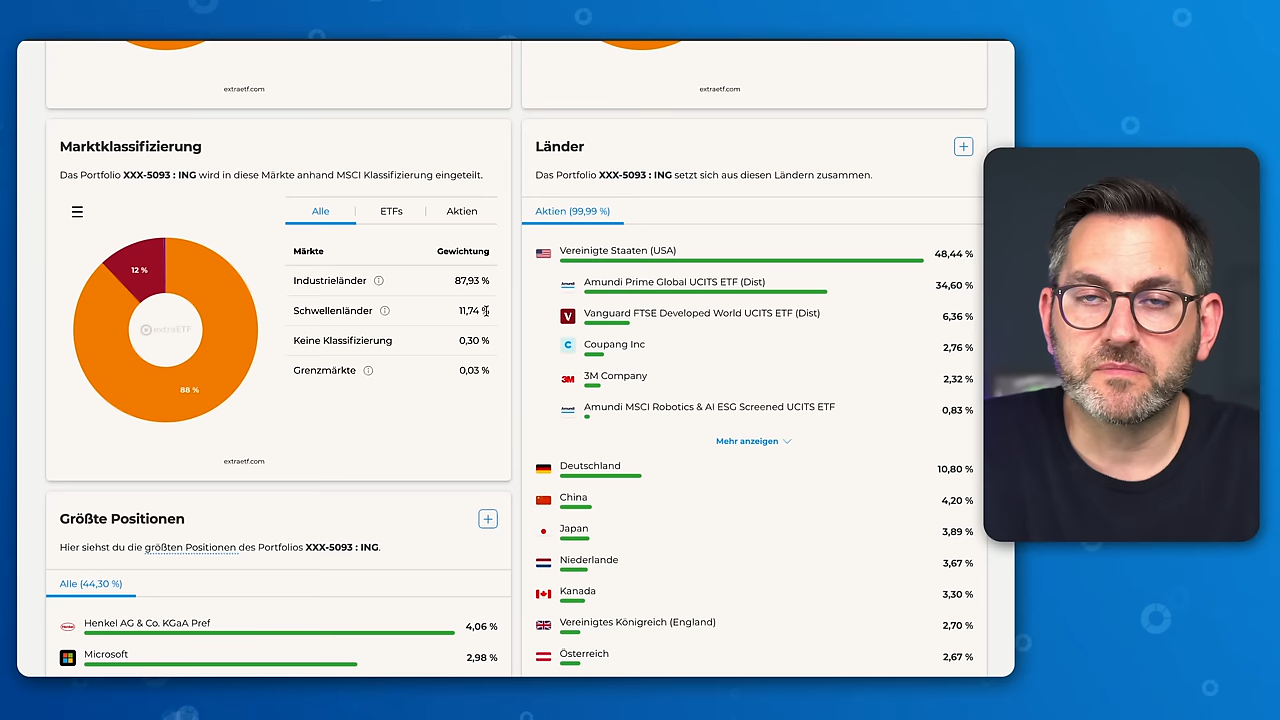 extraetf.com
extraetf.com
Marktklassifizierung
Das Portfolio XXX-5093 : ING wird in diese Märkte anhand MSCI Klassifizierung eingeteilt.
Alle
ETFs
Aktien
Märkte
Gewichtung
Industrieländer
87,93 %
Schwellenländer
11,74 %
Keine Klassifizierung
0,30 %
Grenzmärkte
0,03 %
12 %
extraETF
88 %
extraetf.com
Größte Positionen
Hier siehst du die größten Positionen des Portfolios XXX-5093 : ING.
Alle (44,30 %)
Henkel
Henkel AG & Co. KGaA Pref
4,06 %
Microsoft
2,98 %
Länder
Das Portfolio XXX-5093 : ING setzt sich aus diesen Ländern zusammen.
Aktien (99,99 %)
Vereinigte Staaten (USA)
48,44 %
Amundi
Amundi Prime Global UCITS ETF (Dist)
34,60 %
V
Vanguard FTSE Developed World UCITS ETF (Dist)
6,36 %
C
Coupang Inc
2,76 %
3M
3M Company
2,32 %
Amundi
Amundi MSCI Robotics & AI ESG Screened UCITS ETF
0,83 %
Mehr anzeigen
Deutschland
10,80 %
China
4,20 %
Japan
3,89 %
Niederlande
3,67 %
Kanada
3,30 %
Vereinigtes Königreich (England)
2,70 %
Österreich
2,67 %